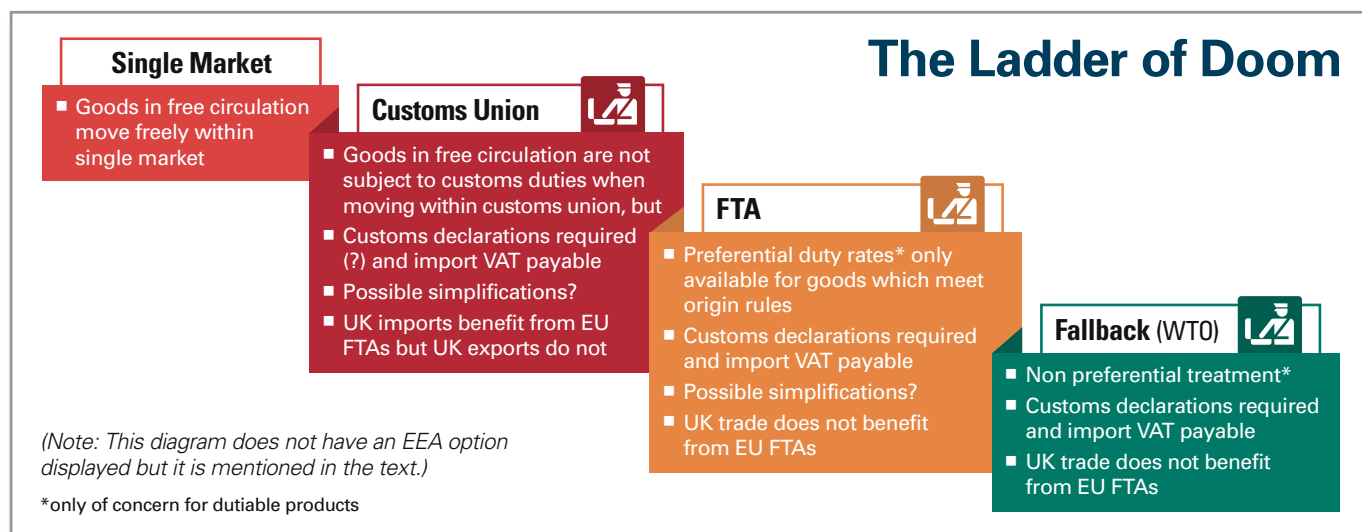 The Ladder of Doom
Single Market
■ Goods in free circulation
move freely within
single market
Customs Union
■ Goods in free circulation are not
subject to customs duties when
moving within customs union, but
■ Customs declarations required
(?) and import VAT payable
■ Possible simplifications?
■ UK imports benefit from EU
FTAs but UK exports do not
FTA
■ Preferential duty rates* only
available for goods which meet
origin rules
■ Customs declarations required
and import VAT payable
■ Possible simplifications?
■ UK trade does not benefit
from EU FTAs
Fallback (WTO)
■ Non preferential treatment*
■ Customs declarations required
and import VAT payable
■ UK trade does not benefit
from EU FTAs
(Note: This diagram does not have an EEA option
displayed but it is mentioned in the text.)
*only of concern for dutiable products